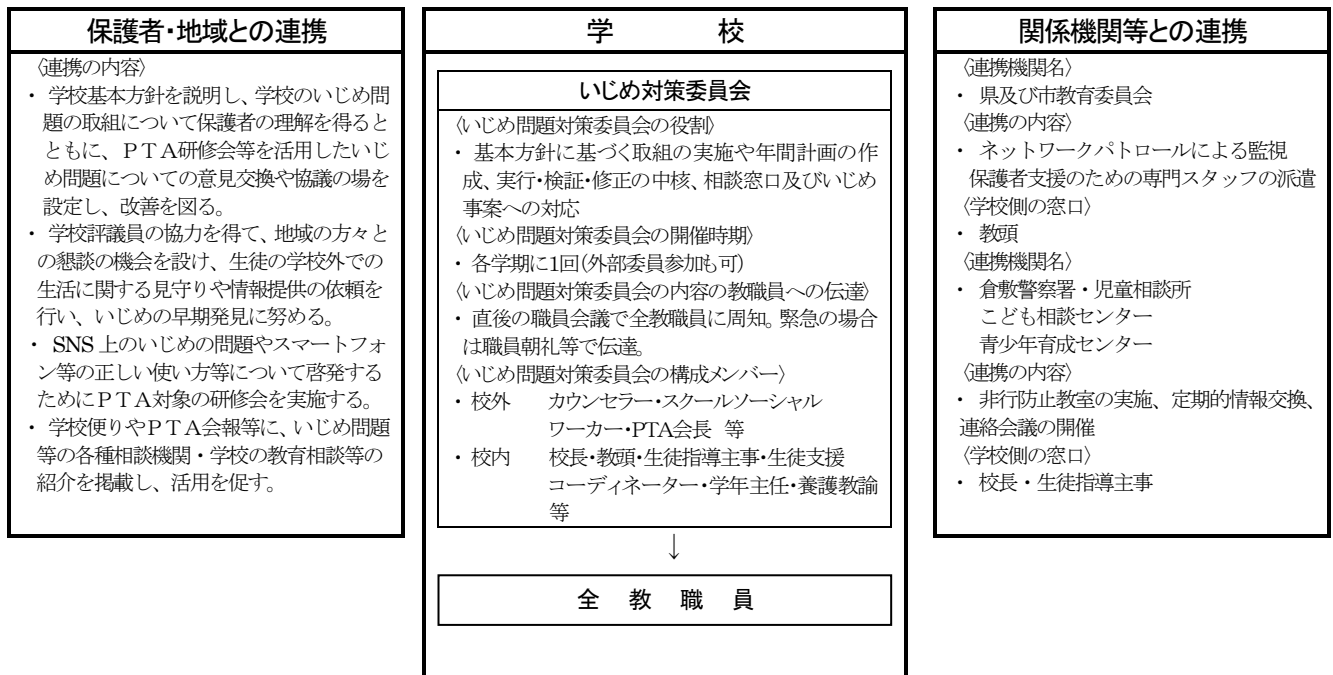 保護者・地域との連携
〈連携の内容〉
・ 学校基本方針を説明し、学校のいじめ問
題の取組について保護者の理解を得ると
ともに、ＰＴＡ研修会等を活用したいじ
め問題についての意見交換や協議の場を
設定し、改善を図る。
・ 学校評議員の協力を得て、地域の方々と
の懇談の機会を設け、生徒の学校外での
生活に関する見守りや情報提供の依頼を
行い、いじめの早期発見に努める。
・ SNS 上のいじめの問題やスマートフォ
ン等の正しい使い方等について啓発する
ためにＰＴＡ対象の研修会を実施する。
・ 学校便りやＰＴＡ会報等に、いじめ問題
等の各種相談機関・学校の教育相談等の
紹介を掲載し、活用を促す。
学 校
いじめ対策委員会
〈いじめ問題対策委員会の役割〉
・ 基本方針に基づく取組の実施や年間計画の作
成、実行・検証・修正の中核、相談窓口及びいじめ
事案への対応
〈いじめ問題対策委員会の開催時期〉
・ 各学期に1回(外部委員参加も可)
〈いじめ問題対策委員会の内容の教職員への伝達〉
・ 直後の職員会議で全教職員に周知。緊急の場合
は職員朝礼等で伝達。
〈いじめ問題対策委員会の構成メンバー〉
・ 校外 カウンセラー・スクールソーシャル
ワーカー・PTA会長 等
・ 校内 校長・教頭・生徒指導主事・生徒支援
コーディネーター・学年主任・養護教諭
等
↓
全 教 職 員
関係機関等との連携
〈連携機関名〉
・ 県及び市教育委員会
〈連携の内容〉
・ ネットワークパトロールによる監視
保護者支援のための専門スタッフの派遣
〈学校側の窓口〉
・ 教頭
〈連携機関名〉
・ 倉敷警察署・児童相談所
こども相談センター
青少年育成センター
〈連携の内容〉
・ 非行防止教室の実施、定期的情報交換、
連絡会議の開催
〈学校側の窓口〉
・ 校長・生徒指導主事